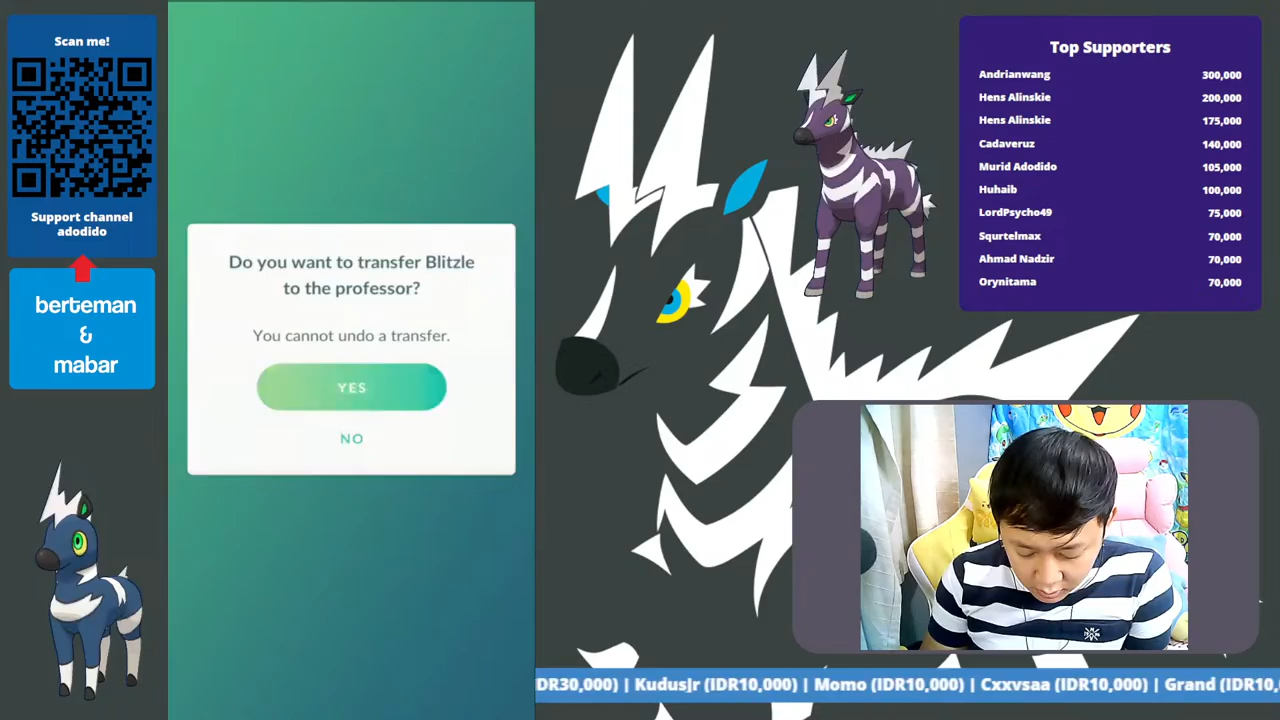 Scan me!
Support channel
adodido
berteman
&
mabar
Do you want to transfer Blitzle
to the professor?
You cannot undo a transfer.
YES
NO
Top Supporters
Andrianwang 300,000
Hens Alinskie 200,000
Hens Alinskie 175,000
Cadaveruz 140,000
Murid Adodido 105,000
Huhaib 100,000
LordPsycho49 75,000
Squrtelmax 70,000
Ahmad Nadzir 70,000
Orynitama 70,000
DR30,000) | KudusJr (IDR10,000) | Momo (IDR10,000) | Cxxvsaa (IDR10,000) | Grand (IDR10,